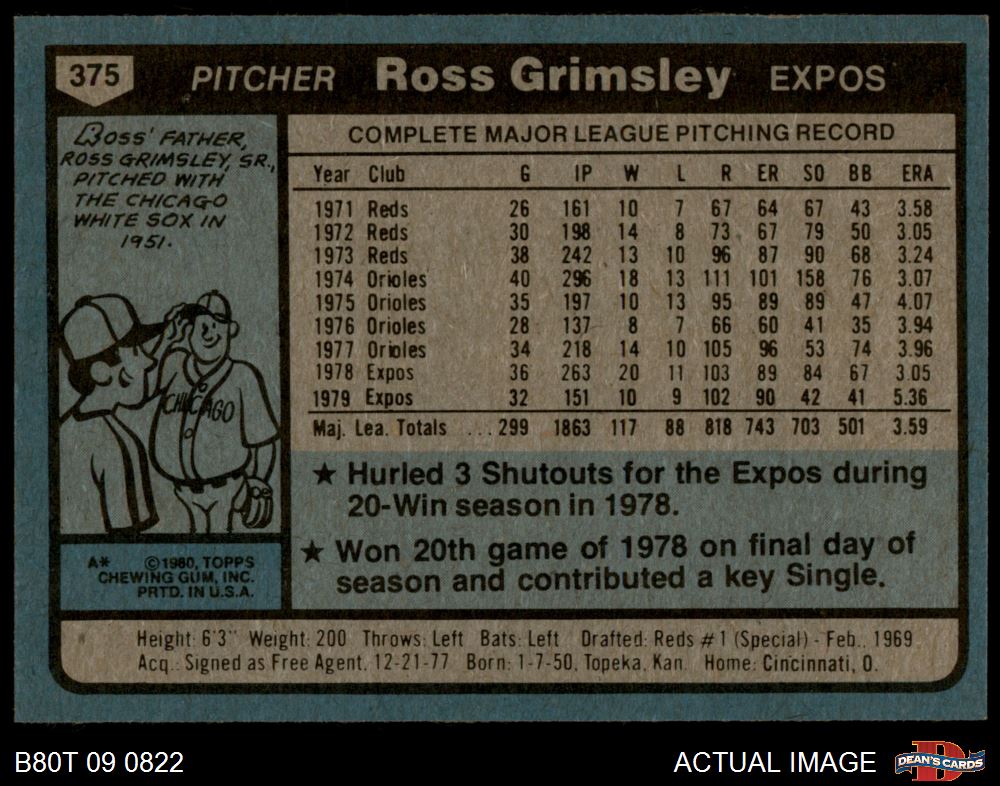 375 PITCHER Ross Grimsley EXPOS
ROSS' FATHER,
ROSS GRIMSLEY, SR.,
PITCHED WITH
THE CHICAGO
WHITE SOX IN
1951.
CHICAGO
A* ©1980, TOPPS
CHEWING GUM, INC.
PRTD. IN U.S.A.
COMPLETE MAJOR LEAGUE PITCHING RECORD
Year Club G IP W L R ER SO BB ERA
1971 Reds 26 161 10 7 67 64 67 43 3.58
1972 Reds 30 198 14 8 73 67 79 50 3.05
1973 Reds 38 242 13 10 96 87 90 68 3.24
1974 Orioles 40 296 18 13 111 101 158 76 3.07
1975 Orioles 35 197 10 13 95 89 89 47 4.07
1976 Orioles 28 137 8 7 66 60 41 35 3.94
1977 Orioles 34 218 14 10 105 96 53 74 3.96
1978 Expos 36 263 20 11 103 89 84 67 3.05
1979 Expos 32 151 10 9 102 90 42 41 5.36
Maj. Lea. Totals ... 299 1863 117 88 818 743 703 501 3.59
★ Hurled 3 Shutouts for the Expos during
20-Win season in 1978.
★ Won 20th game of 1978 on final day of
season and contributed a key Single.
Height: 6'3" Weight: 200 Throws: Left Bats: Left Drafted: Reds #1 (Special) - Feb., 1969
Acq.: Signed as Free Agent, 12-21-77 Born: 1-7-50, Topeka, Kan. Home: Cincinnati, O.
B80T 09 0822 ACTUAL IMAGE DEAN'S CARDS